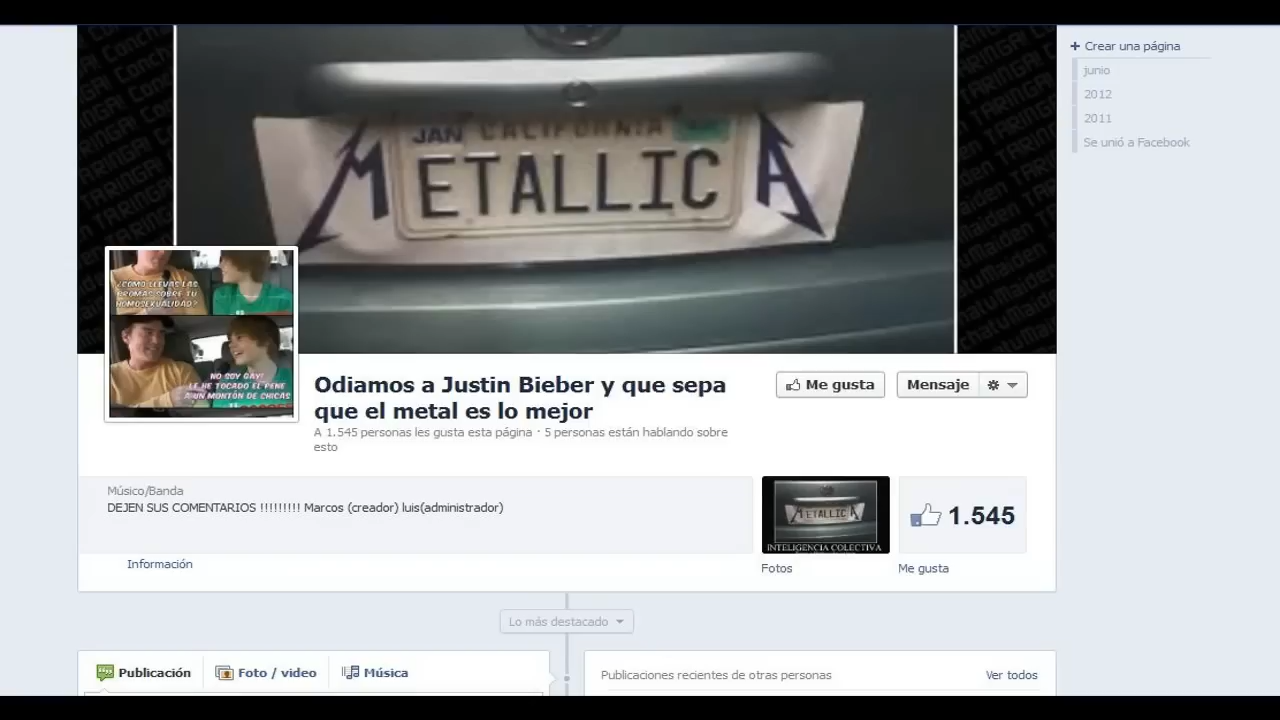 JAN CALIFORNIA
METALLICA
+ Crear una página
junio
2012
2011
Se unió a Facebook
¿COMO LLEVAS LAS
BROMAS SOBRE TU
HOMOSEXUALIDAD?
NO SOY GAY!
LE HE TOCADO EL PENE
A UN MONTÓN DE CHICAS
Odiamos a Justin Bieber y que sepa
que el metal es lo mejor
A 1.545 personas les gusta esta página · 5 personas están hablando sobre
esto
Me gusta
Mensaje
Músico/Banda
DEJEN SUS COMENTARIOS !!!!!!!!! Marcos (creador) luis(administrador)
METALLICA
INTELIGENCIA COLECTIVA
1.545
Información
Fotos
Me gusta
Lo más destacado
Publicación
Foto / video
Música
Publicaciones recientes de otras personas
Ver todos